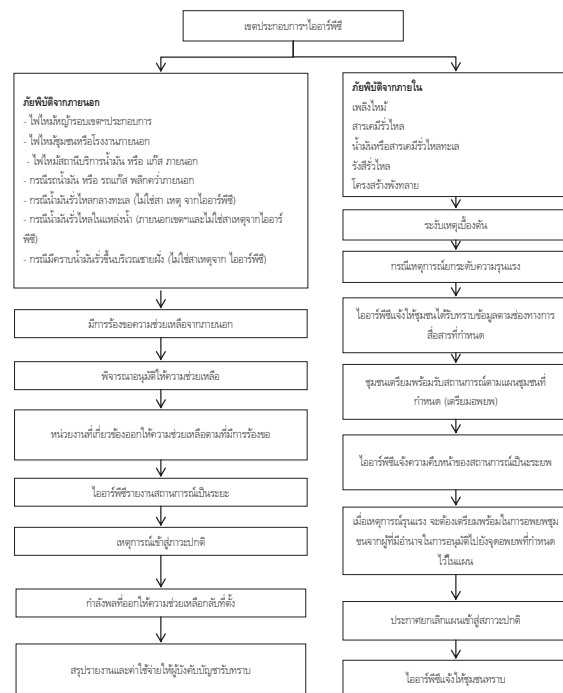 เขตประกอบการฯไออาร์พีซี
ภัยพิบัติจากภายนอก
- ไฟไหม้หญ้ารอบเขตฯประกอบการ
- ไฟไหม้ชุมชนหรือโรงงานภายนอก
- ไฟไหม้สถานีบริการน้ำมัน หรือ แก๊ส ภายนอก
- กรณีรถน้ำมัน หรือ รถแก๊ส พลิกคว่ำภายนอก
- กรณีน้ำมันรั่วไหลกลางทะเล (ไม่ใช่สา เหตุ จากไออาร์พีซี)
- กรณีน้ำมันรั่วไหลในแหล่งน้ำ (ภายนอกเขตฯและไม่ใช่สาเหตุจากไออาร์
พีซี)
- กรณีมีคราบน้ำมันรั่วขึ้นบริเวณชายฝั่ง (ไม่ใช่สาเหตุจาก ไออาร์พีซี)
มีการร้องขอความช่วยเหลือจากภายนอก
พิจารณาอนุมัติให้ความช่วยเหลือ
หน่วยงานที่เกี่ยวข้องออกให้ความช่วยเหลือตามที่มีการร้องขอ
ไออาร์พีซีรายงานสถานการณ์เป็นระยะ
เหตุการณ์เข้าสู่ภาวะปกติ
กำลังพลที่ออกให้ความช่วยเหลือกลับที่ตั้ง
สรุปรายงานและค่าใช้จ่ายให้ผู้บังคับบัญชารับทราบ
ภัยพิบัติจากภายใน
เพลิงไหม้
สารเคมีรั่วไหล
น้ำมันหรือสารเคมีรั่วไหลทะเล
รังสีรั่วไหล
โครงสร้างพังทลาย
ระงับเหตุเบื้องต้น
กรณีเหตุการณ์ยกระดับความรุนแรง
ไออาร์พีซีแจ้งให้ชุมชนได้รับทราบข้อมูลตามช่องทางการ
สื่อสารที่กำหนด
ชุมชนเตรียมพร้อมรับสถานการณ์ตามแผนชุมชนที่
กำหนด (เตรียมอพยพ)
ไออาร์พีซีแจ้งความคืบหน้าของสถานการณ์เป็นะระยพ
เมื่อเหตุการณ์รุนแรง จะต้องเตรียมพร้อมในการอพยพชุม
ชนจากผู้ที่มีอำนาจในการอนุมัติไปยังจุดอพยพที่กำหนด
ไว้ในแผน
ประกาศยกเลิกแผนเข้าสู่สภาวะปกติ
ไออาร์พีซีแจ้งให้ชุมชนทราบ